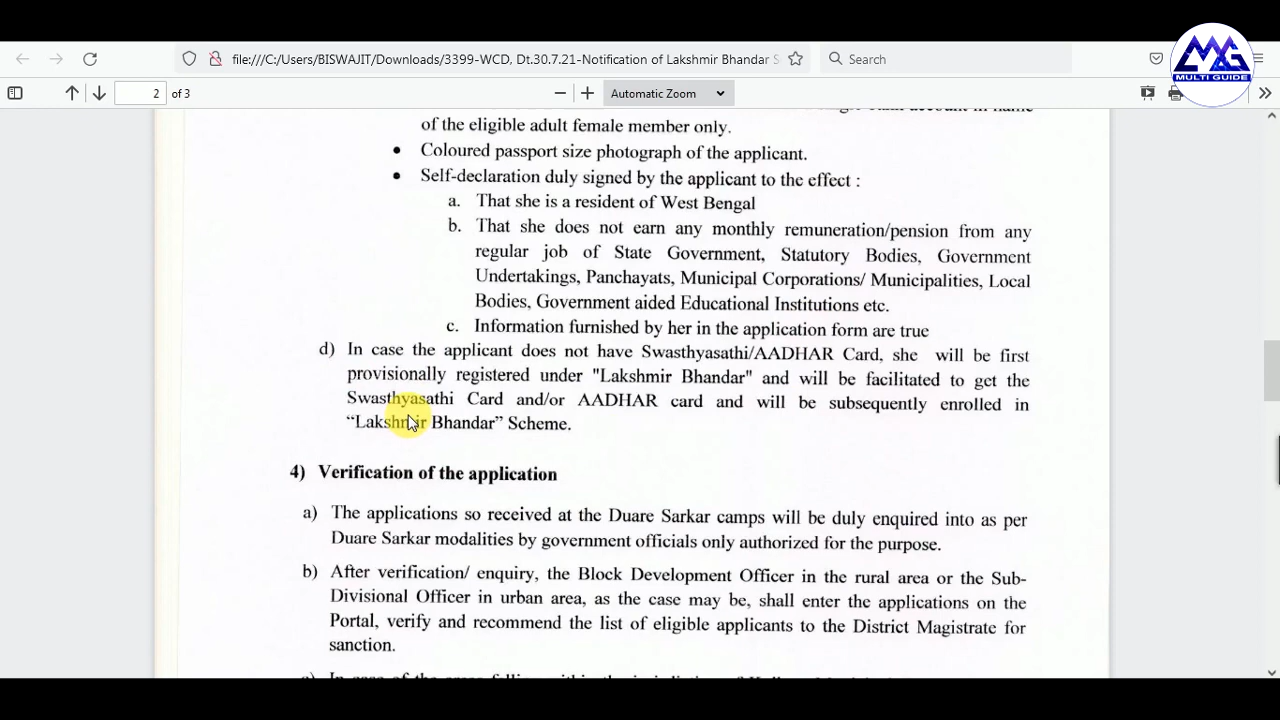 MULTI GUIDE
file:///C:/Users/BISWAJIT/Downloads/3399-WCD, Dt.30.7.21-Notification of Lakshmir Bhandar S
Search
2 of 3
Automatic Zoom
of the eligible adult female member only.
• Coloured passport size photograph of the applicant.
• Self-declaration duly signed by the applicant to the effect :
a. That she is a resident of West Bengal
b. That she does not earn any monthly remuneration/pension from any
regular job of State Government, Statutory Bodies, Government
Undertakings, Panchayats, Municipal Corporations/ Municipalities, Local
Bodies, Government aided Educational Institutions etc.
c. Information furnished by her in the application form are true
d) In case the applicant does not have Swasthyasathi/AADHAR Card, she will be first
provisionally registered under "Lakshmir Bhandar" and will be facilitated to get the
Swasthyasathi Card and/or AADHAR card and will be subsequently enrolled in
“Lakshmir Bhandar” Scheme.
4) Verification of the application
a) The applications so received at the Duare Sarkar camps will be duly enquired into as per
Duare Sarkar modalities by government officials only authorized for the purpose.
b) After verification/ enquiry, the Block Development Officer in the rural area or the Sub-
Divisional Officer in urban area, as the case may be, shall enter the applications on the
Portal, verify and recommend the list of eligible applicants to the District Magistrate for
sanction.